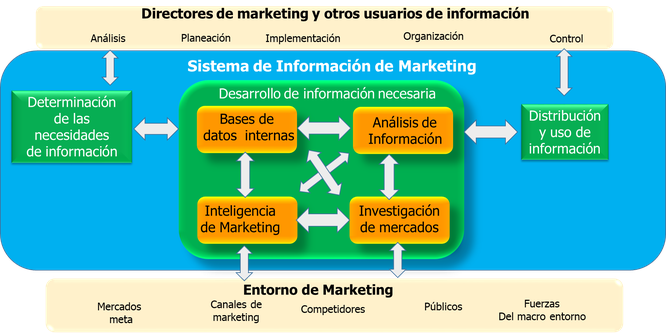 Directores de marketing y otros usuarios de información
Análisis
Planeación
Implementación
Organización
Control
Sistema de Información de Marketing
Desarrollo de información necesaria
Determinación
de las
necesidades
de información
Bases de
datos internas
Análisis de
Información
Distribución
y uso de
información
Inteligencia
de Marketing
Investigación
de mercados
Entorno de Marketing
Mercados
meta
Canales de
marketing
Competidores
Públicos
Fuerzas
Del macro entorno